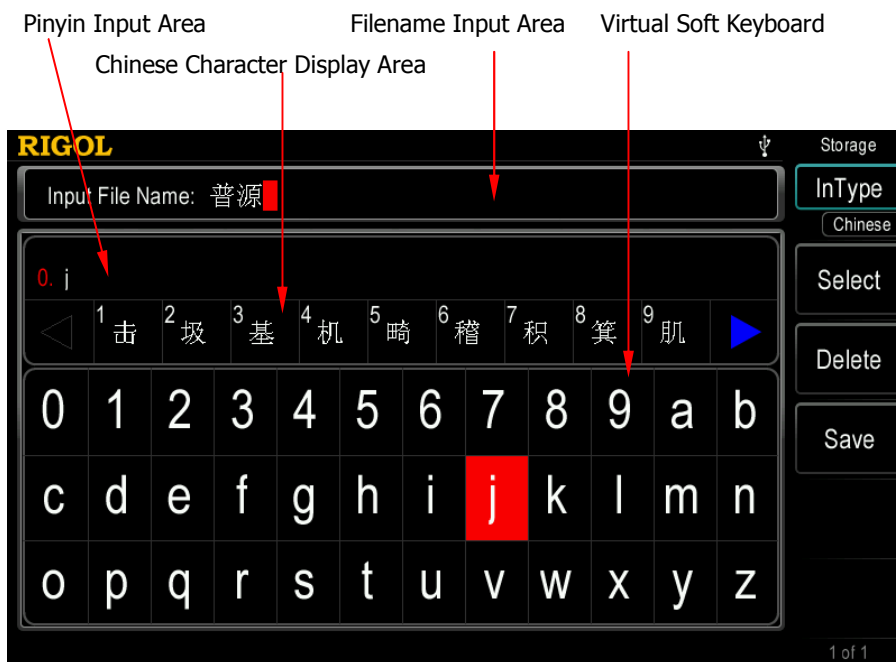 Pinyin Input Area Filename Input Area Virtual Soft Keyboard
Chinese Character Display Area
RIGOL Storage
Input File Name: 普源 InType
Chinese
0. j Select
1 击 2 圾 3 基 4 机 5 畸 6 稽 7 积 8 箕 9 肌
Delete
0 1 2 3 4 5 6 7 8 9 a b
Save
c d e f g h i j k l m n
o p q r s t u v w x y z
1 of 1